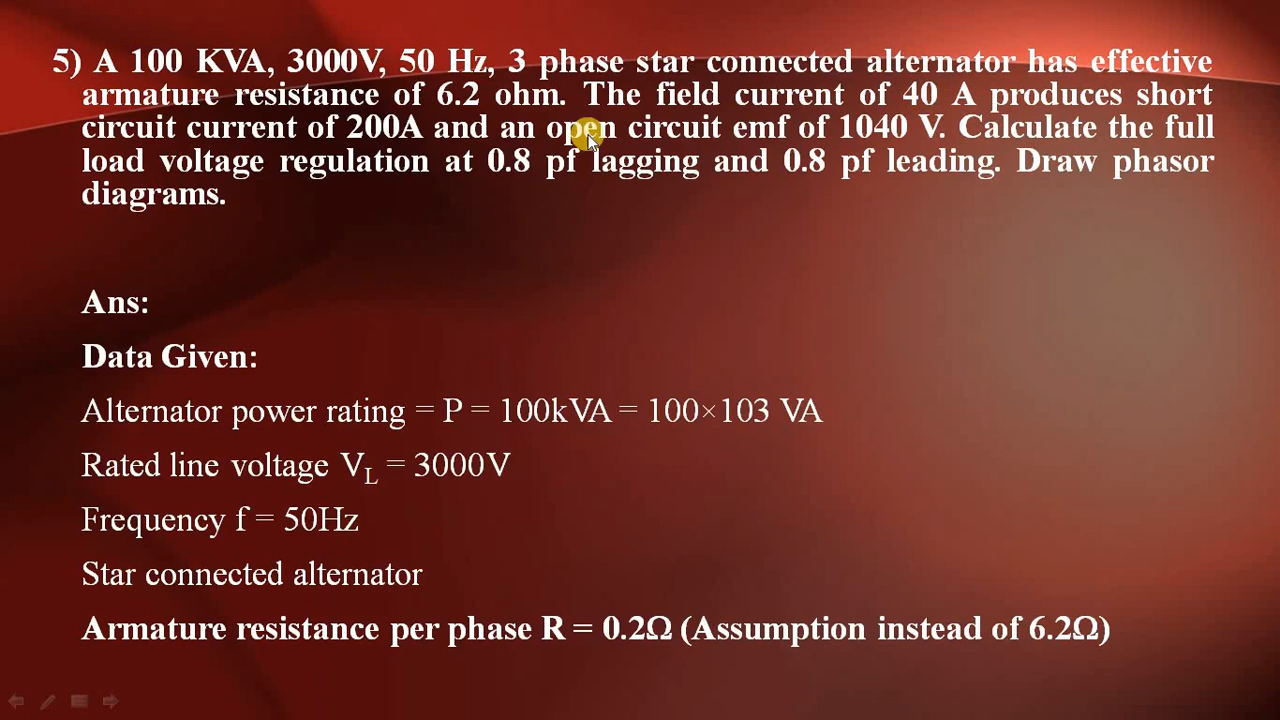 5) A 100 KVA, 3000V, 50 Hz, 3 phase star connected alternator has effective
armature resistance of 6.2 ohm. The field current of 40 A produces short
circuit current of 200A and an open circuit emf of 1040 V. Calculate the full
load voltage regulation at 0.8 pf lagging and 0.8 pf leading. Draw phasor
diagrams.
Ans:
Data Given:
Alternator power rating = P = 100kVA = 100×103 VA
Rated line voltage V_L = 3000V
Frequency f = 50Hz
Star connected alternator
Armature resistance per phase R = 0.2Ω (Assumption instead of 6.2Ω)